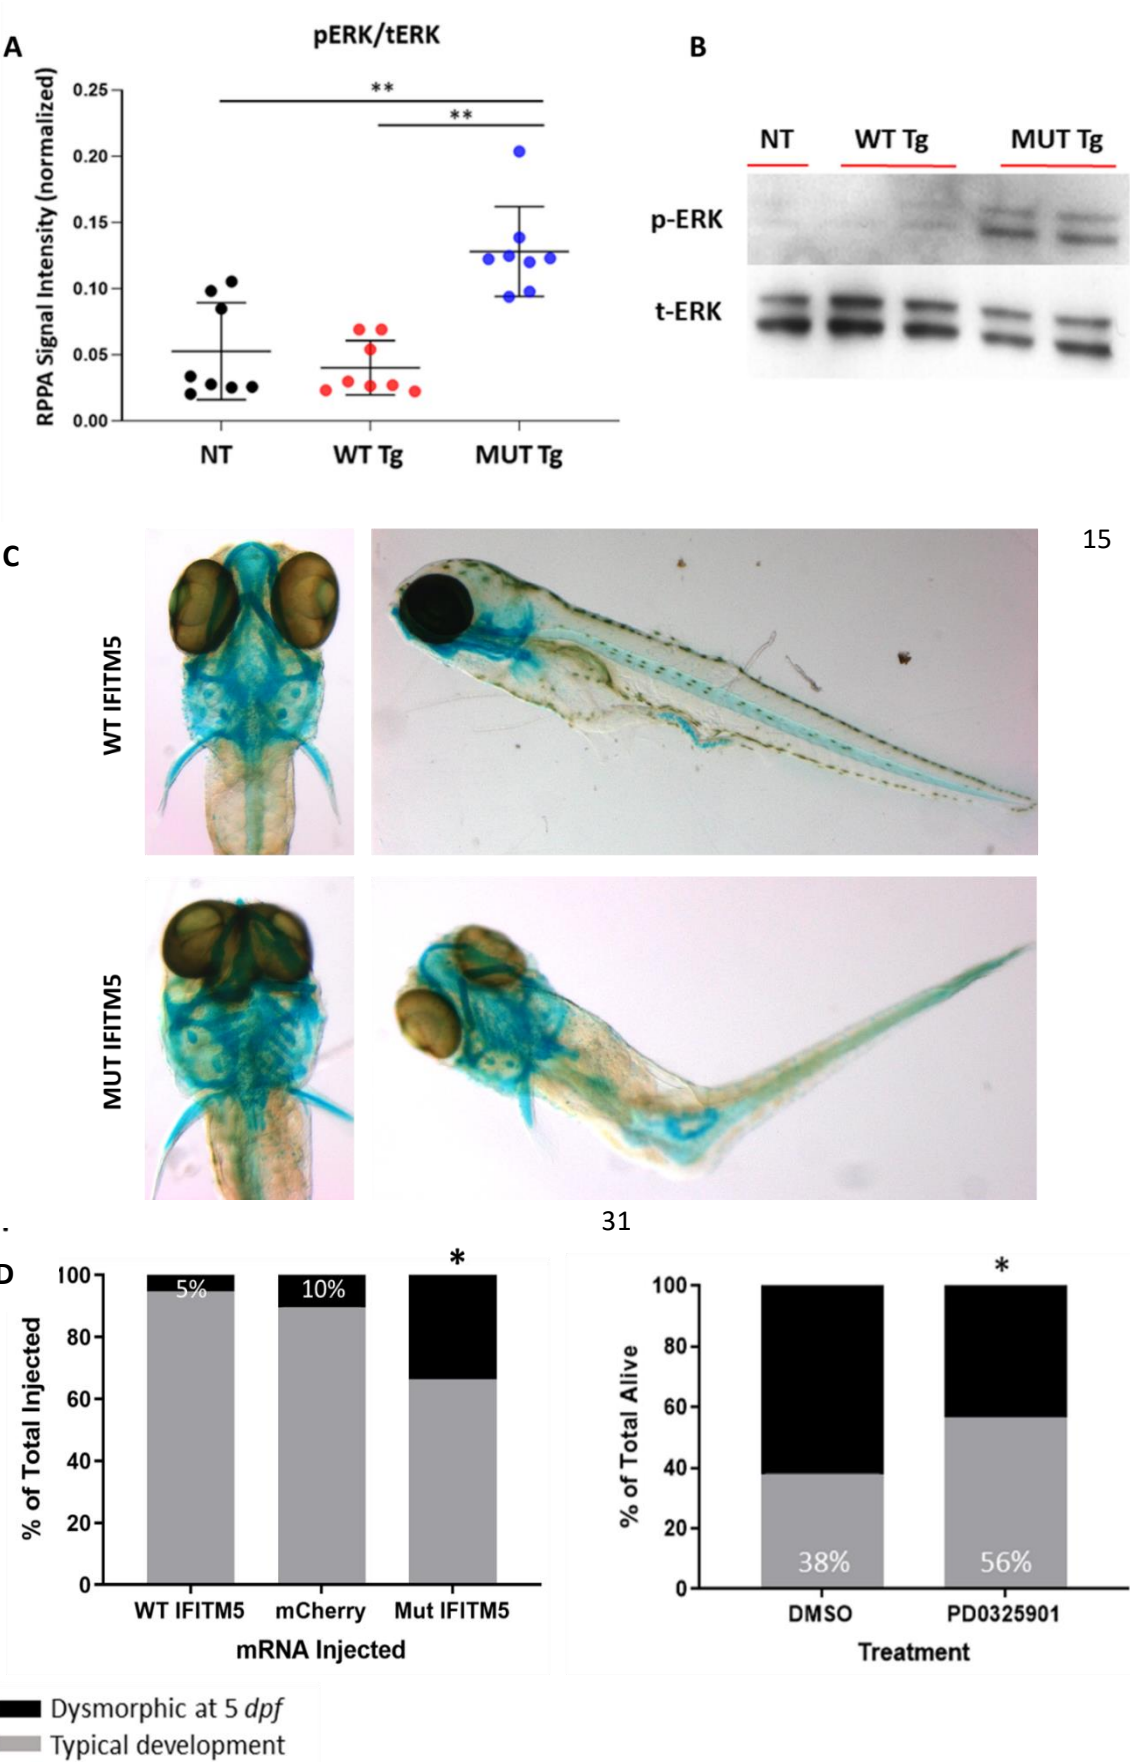 A
pERK/tERK
RPPA Signal Intensity (normalized)
0.25
0.20
0.15
0.10
0.05
0.00
**
**
NT
WT Tg
MUT Tg
B
NT
WT Tg
MUT Tg
p-ERK
t-ERK
C
15
WT IFITM5
MUT IFITM5
31
D
% of Total Injected
100
80
60
40
20
0
5%
10%
*
WT IFITM5
mCherry
Mut IFITM5
mRNA Injected
% of Total Alive
100
80
60
40
20
0
*
38%
56%
DMSO
PD0325901
Treatment
Dysmorphic at 5 dpf
Typical development